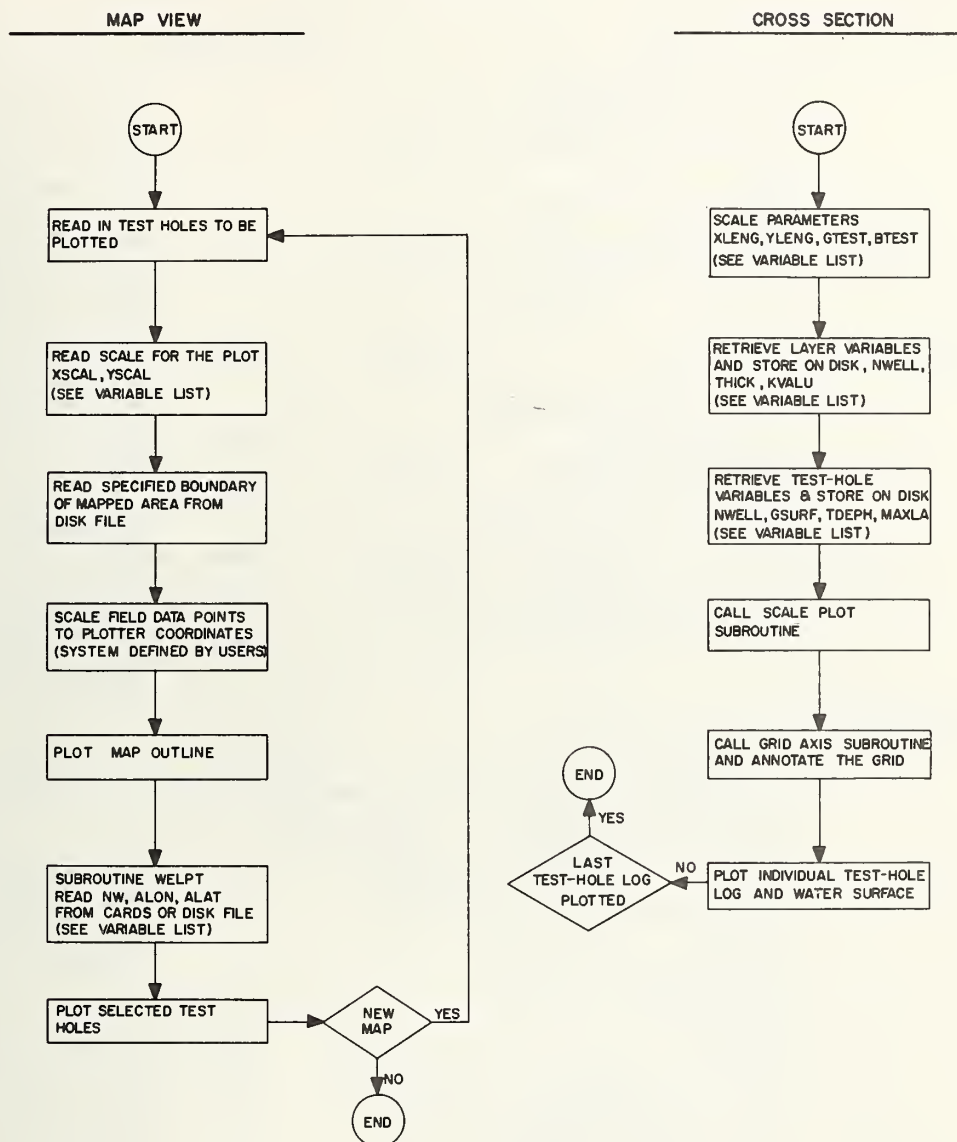 MAP VIEW
START
READ IN TEST HOLES TO BE
PLOTTED
READ SCALE FOR THE PLOT
XSCAL, YSCAL
(SEE VARIABLE LIST)
READ SPECIFIED BOUNDARY
OF MAPPED AREA FROM
DISK FILE
SCALE FIELD DATA POINTS
TO PLOTTER COORDINATES
(SYSTEM DEFINED BY USERS)
PLOT MAP OUTLINE
SUBROUTINE WELPT
READ NW, ALON, ALAT
FROM CARDS OR DISK FILE
(SEE VARIABLE LIST)
PLOT SELECTED TEST
HOLES
NEW
MAP
YES
NO
END
CROSS SECTION
START
SCALE PARAMETERS
XLENG, YLENG, GTEST, BTEST
(SEE VARIABLE LIST)
RETRIEVE LAYER VARIABLES
AND STORE ON DISK, NWELL,
THICK, KVALU
(SEE VARIABLE LIST)
RETRIEVE TEST-HOLE
VARIABLES & STORE ON DISK
NWELL, GSURF, TDEPH, MAXLA
(SEE VARIABLE LIST)
CALL SCALE PLOT
SUBROUTINE
CALL GRID AXIS SUBROUTINE
AND ANNOTATE THE GRID
PLOT INDIVIDUAL TEST-HOLE
LOG AND WATER SURFACE
NO
LAST
TEST-HOLE LOG
PLOTTED
YES
END